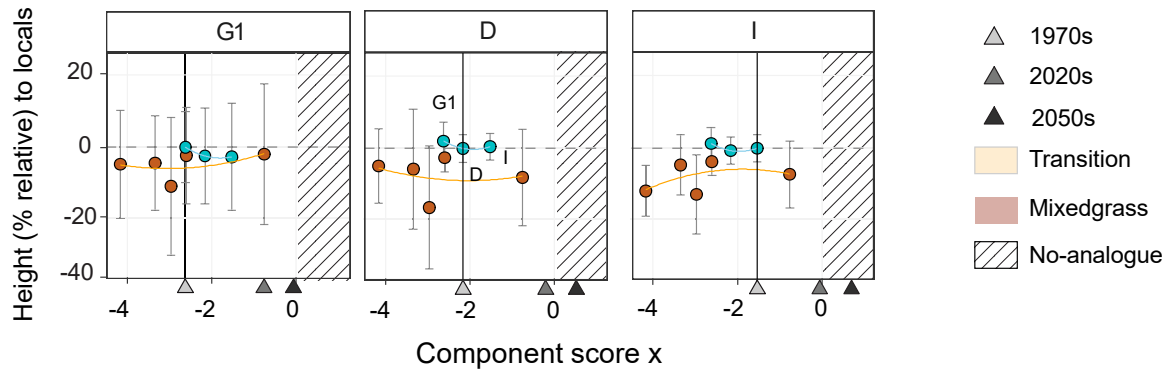 G1 D I
Height (% relative) to locals
20
0
-20
-40
G1
I
D
-4 -2 0 -4 -2 0 -4 -2 0
Component score x
1970s
2020s
2050s
Transition
Mixedgrass
No-analogue